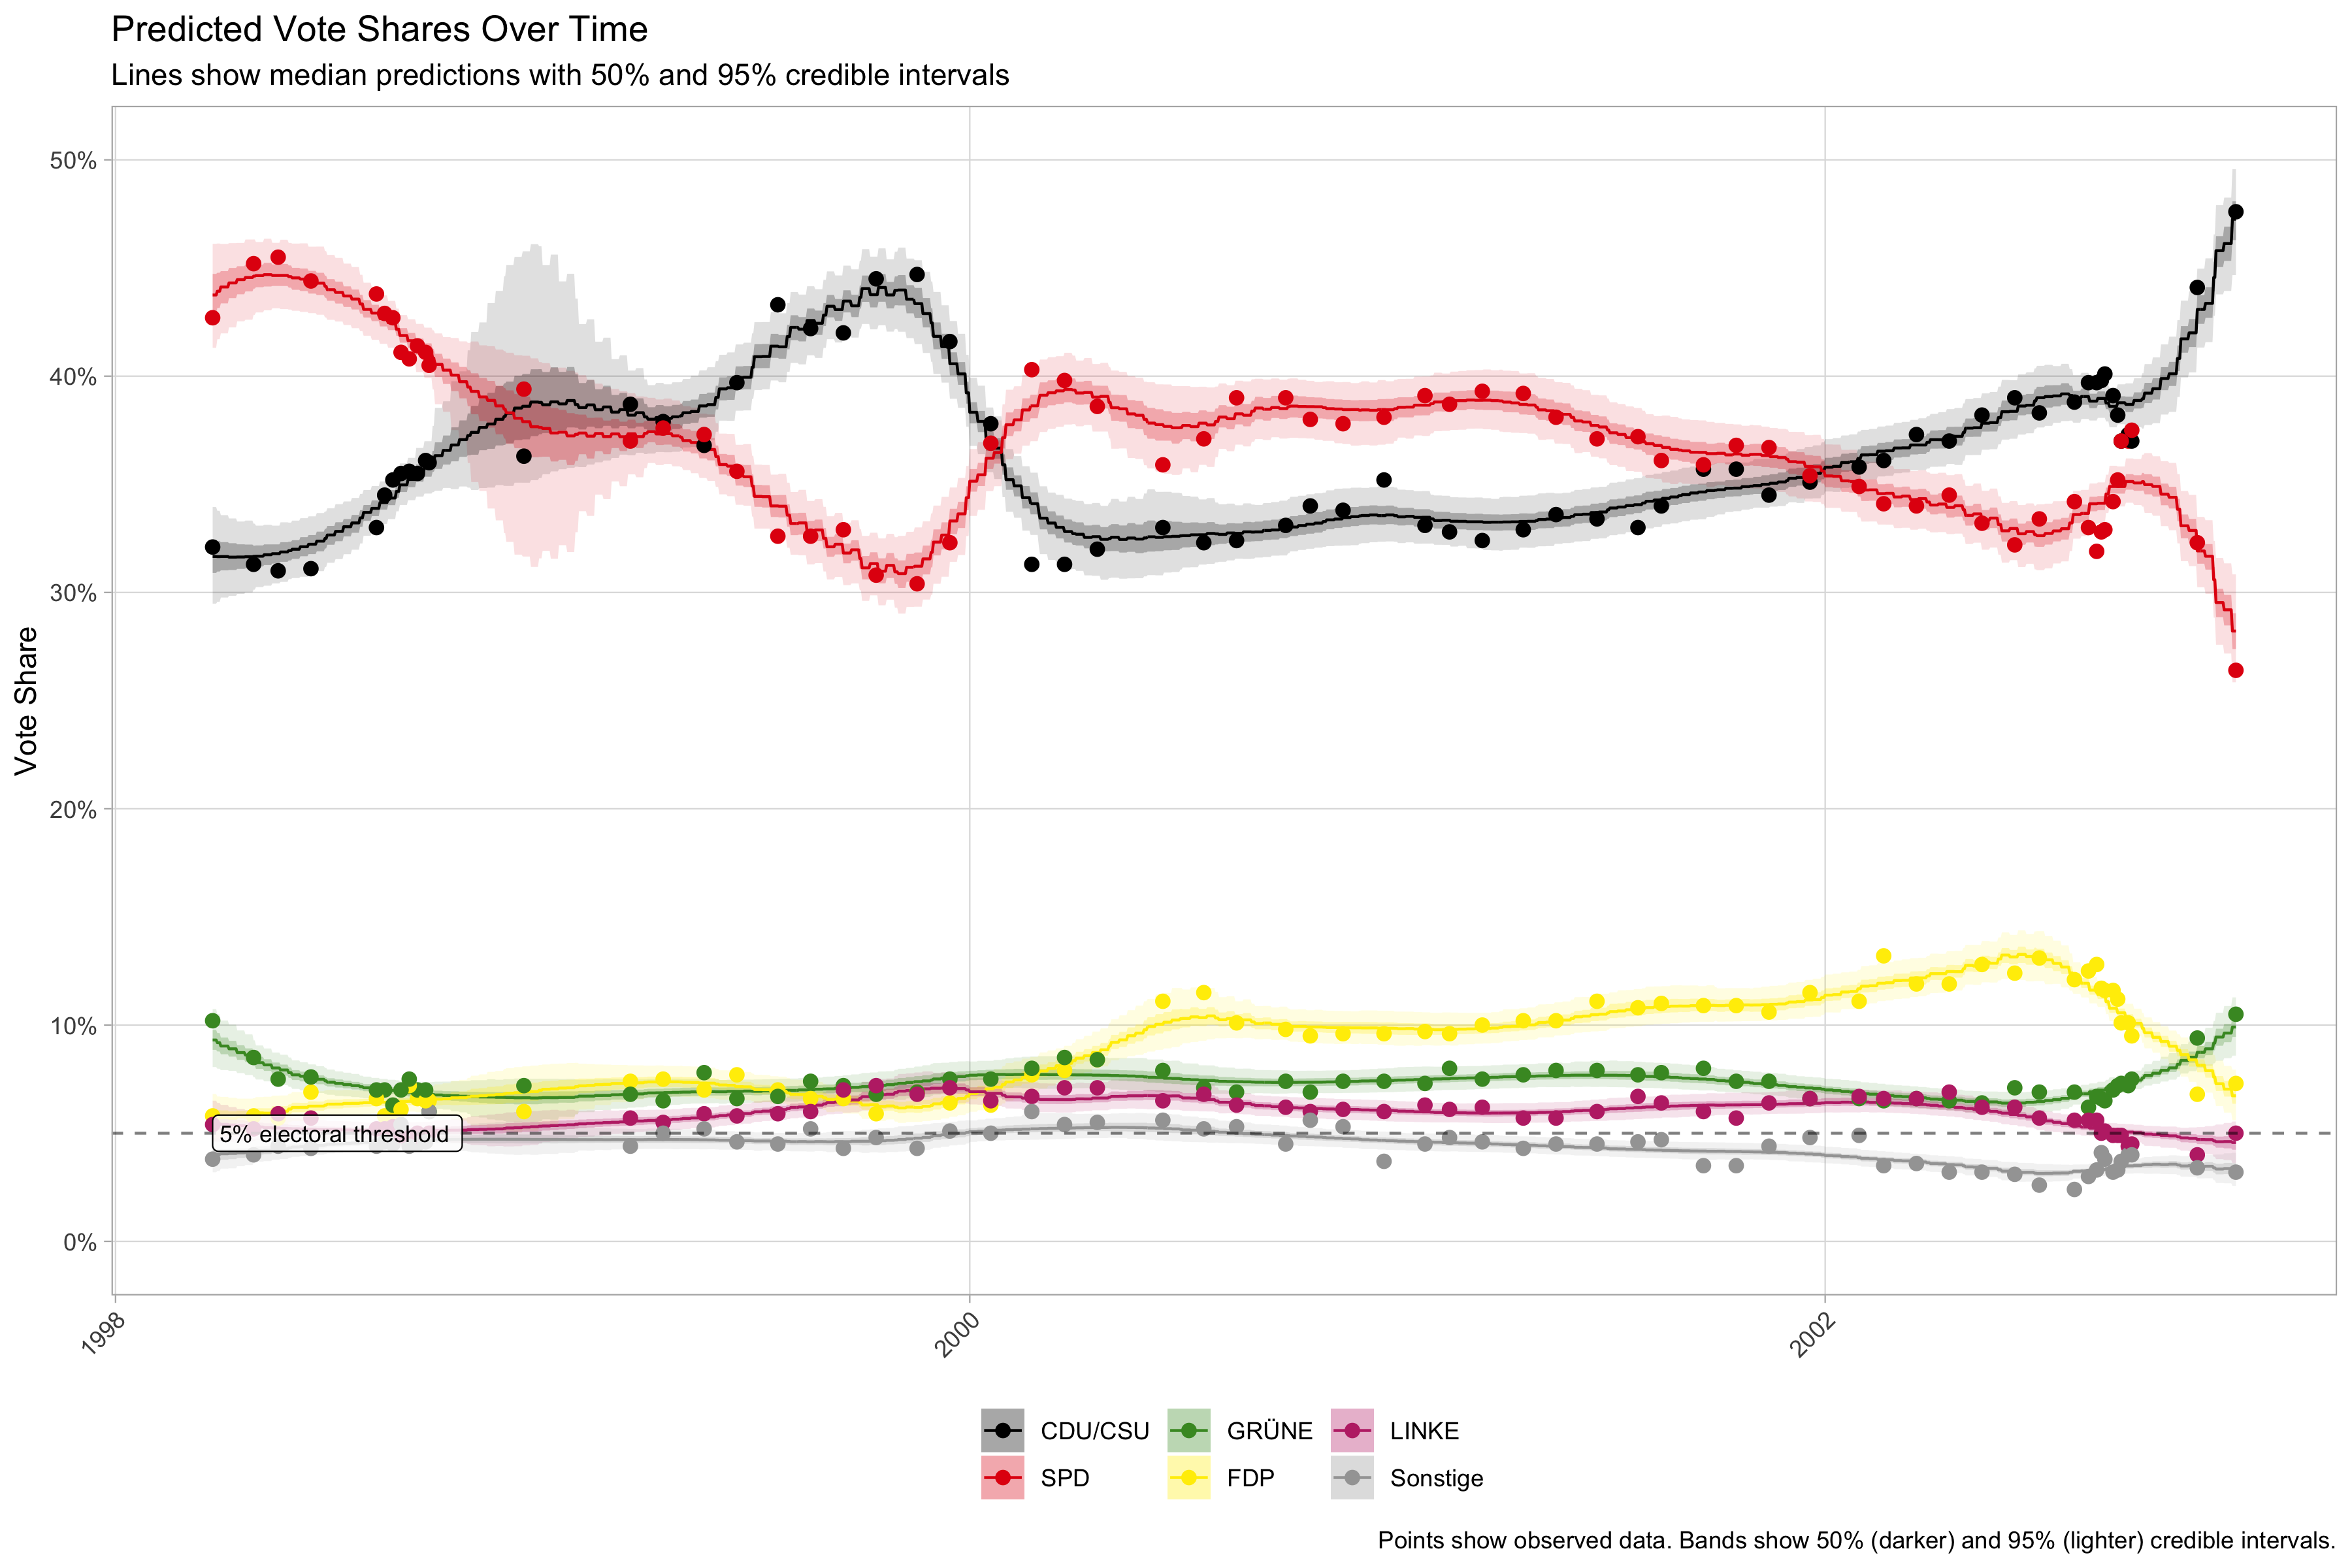 Predicted Vote Shares Over Time
Lines show median predictions with 50% and 95% credible intervals
Vote Share
50%
40%
30%
20%
10%
0%
5% electoral threshold
1998
2000
2002
CDU/CSU
GRÜNE
LINKE
SPD
FDP
Sonstige
Points show observed data. Bands show 50% (darker) and 95% (lighter) credible intervals.